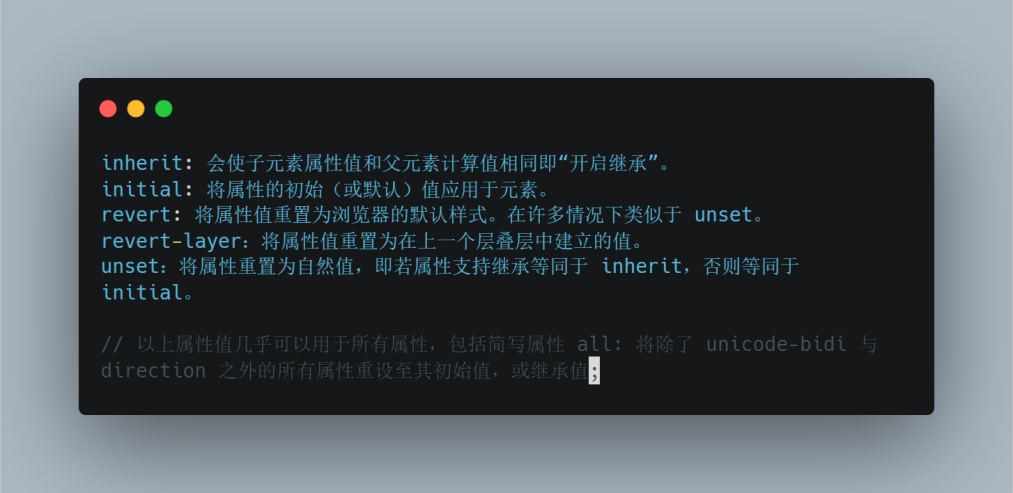 inherit: 会使子元素属性值和父元素计算值相同即“开启继承”。
initial: 将属性的初始（或默认）值应用于元素。
revert: 将属性值重置为浏览器的默认样式。在许多情况下类似于 unset。
revert-layer：将属性值重置为在上一个层叠层中建立的值。
unset：将属性重置为自然值，即若属性支持继承等同于 inherit，否则等同于
initial。
// 以上属性值几乎可以用于所有属性，包括简写属性 all: 将除了 unicode-bidi 与
direction 之外的所有属性重设至其初始值，或继承值;